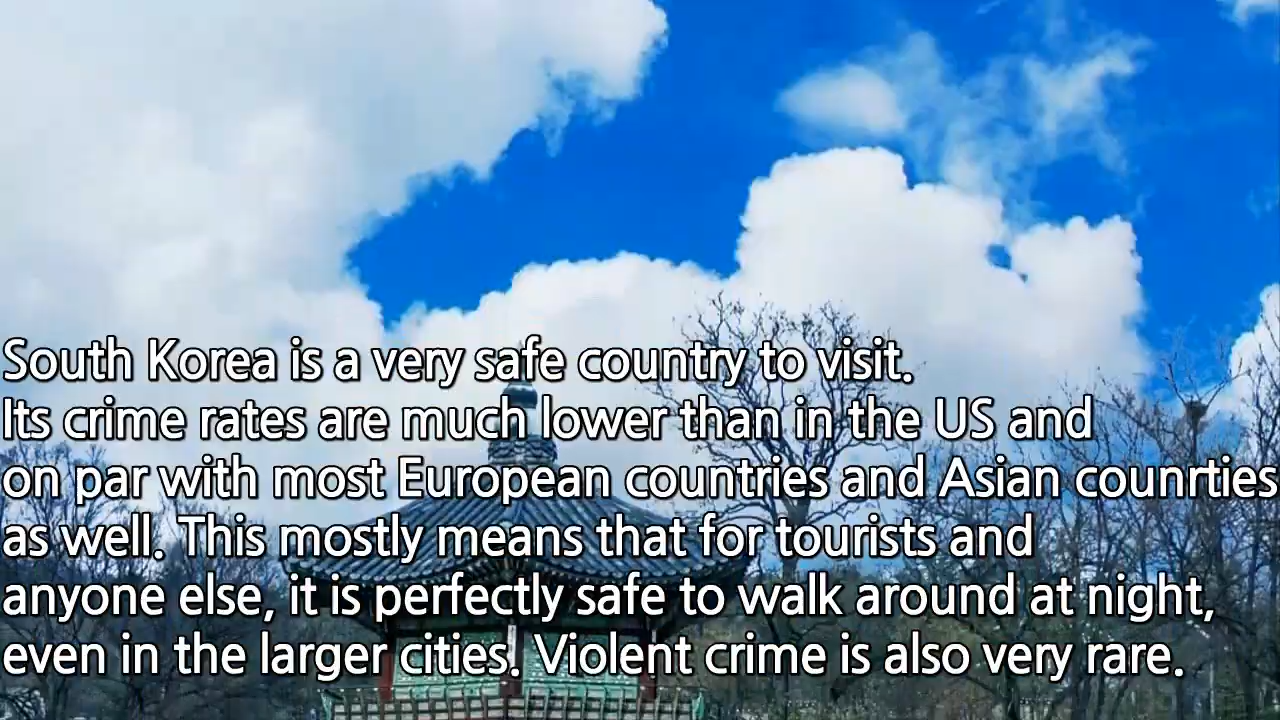 South Korea is a very safe country to visit.
Its crime rates are much lower than in the US and
on par with most European countries and Asian counrties
as well. This mostly means that for tourists and
anyone else, it is perfectly safe to walk around at night,
even in the larger cities. Violent crime is also very rare.